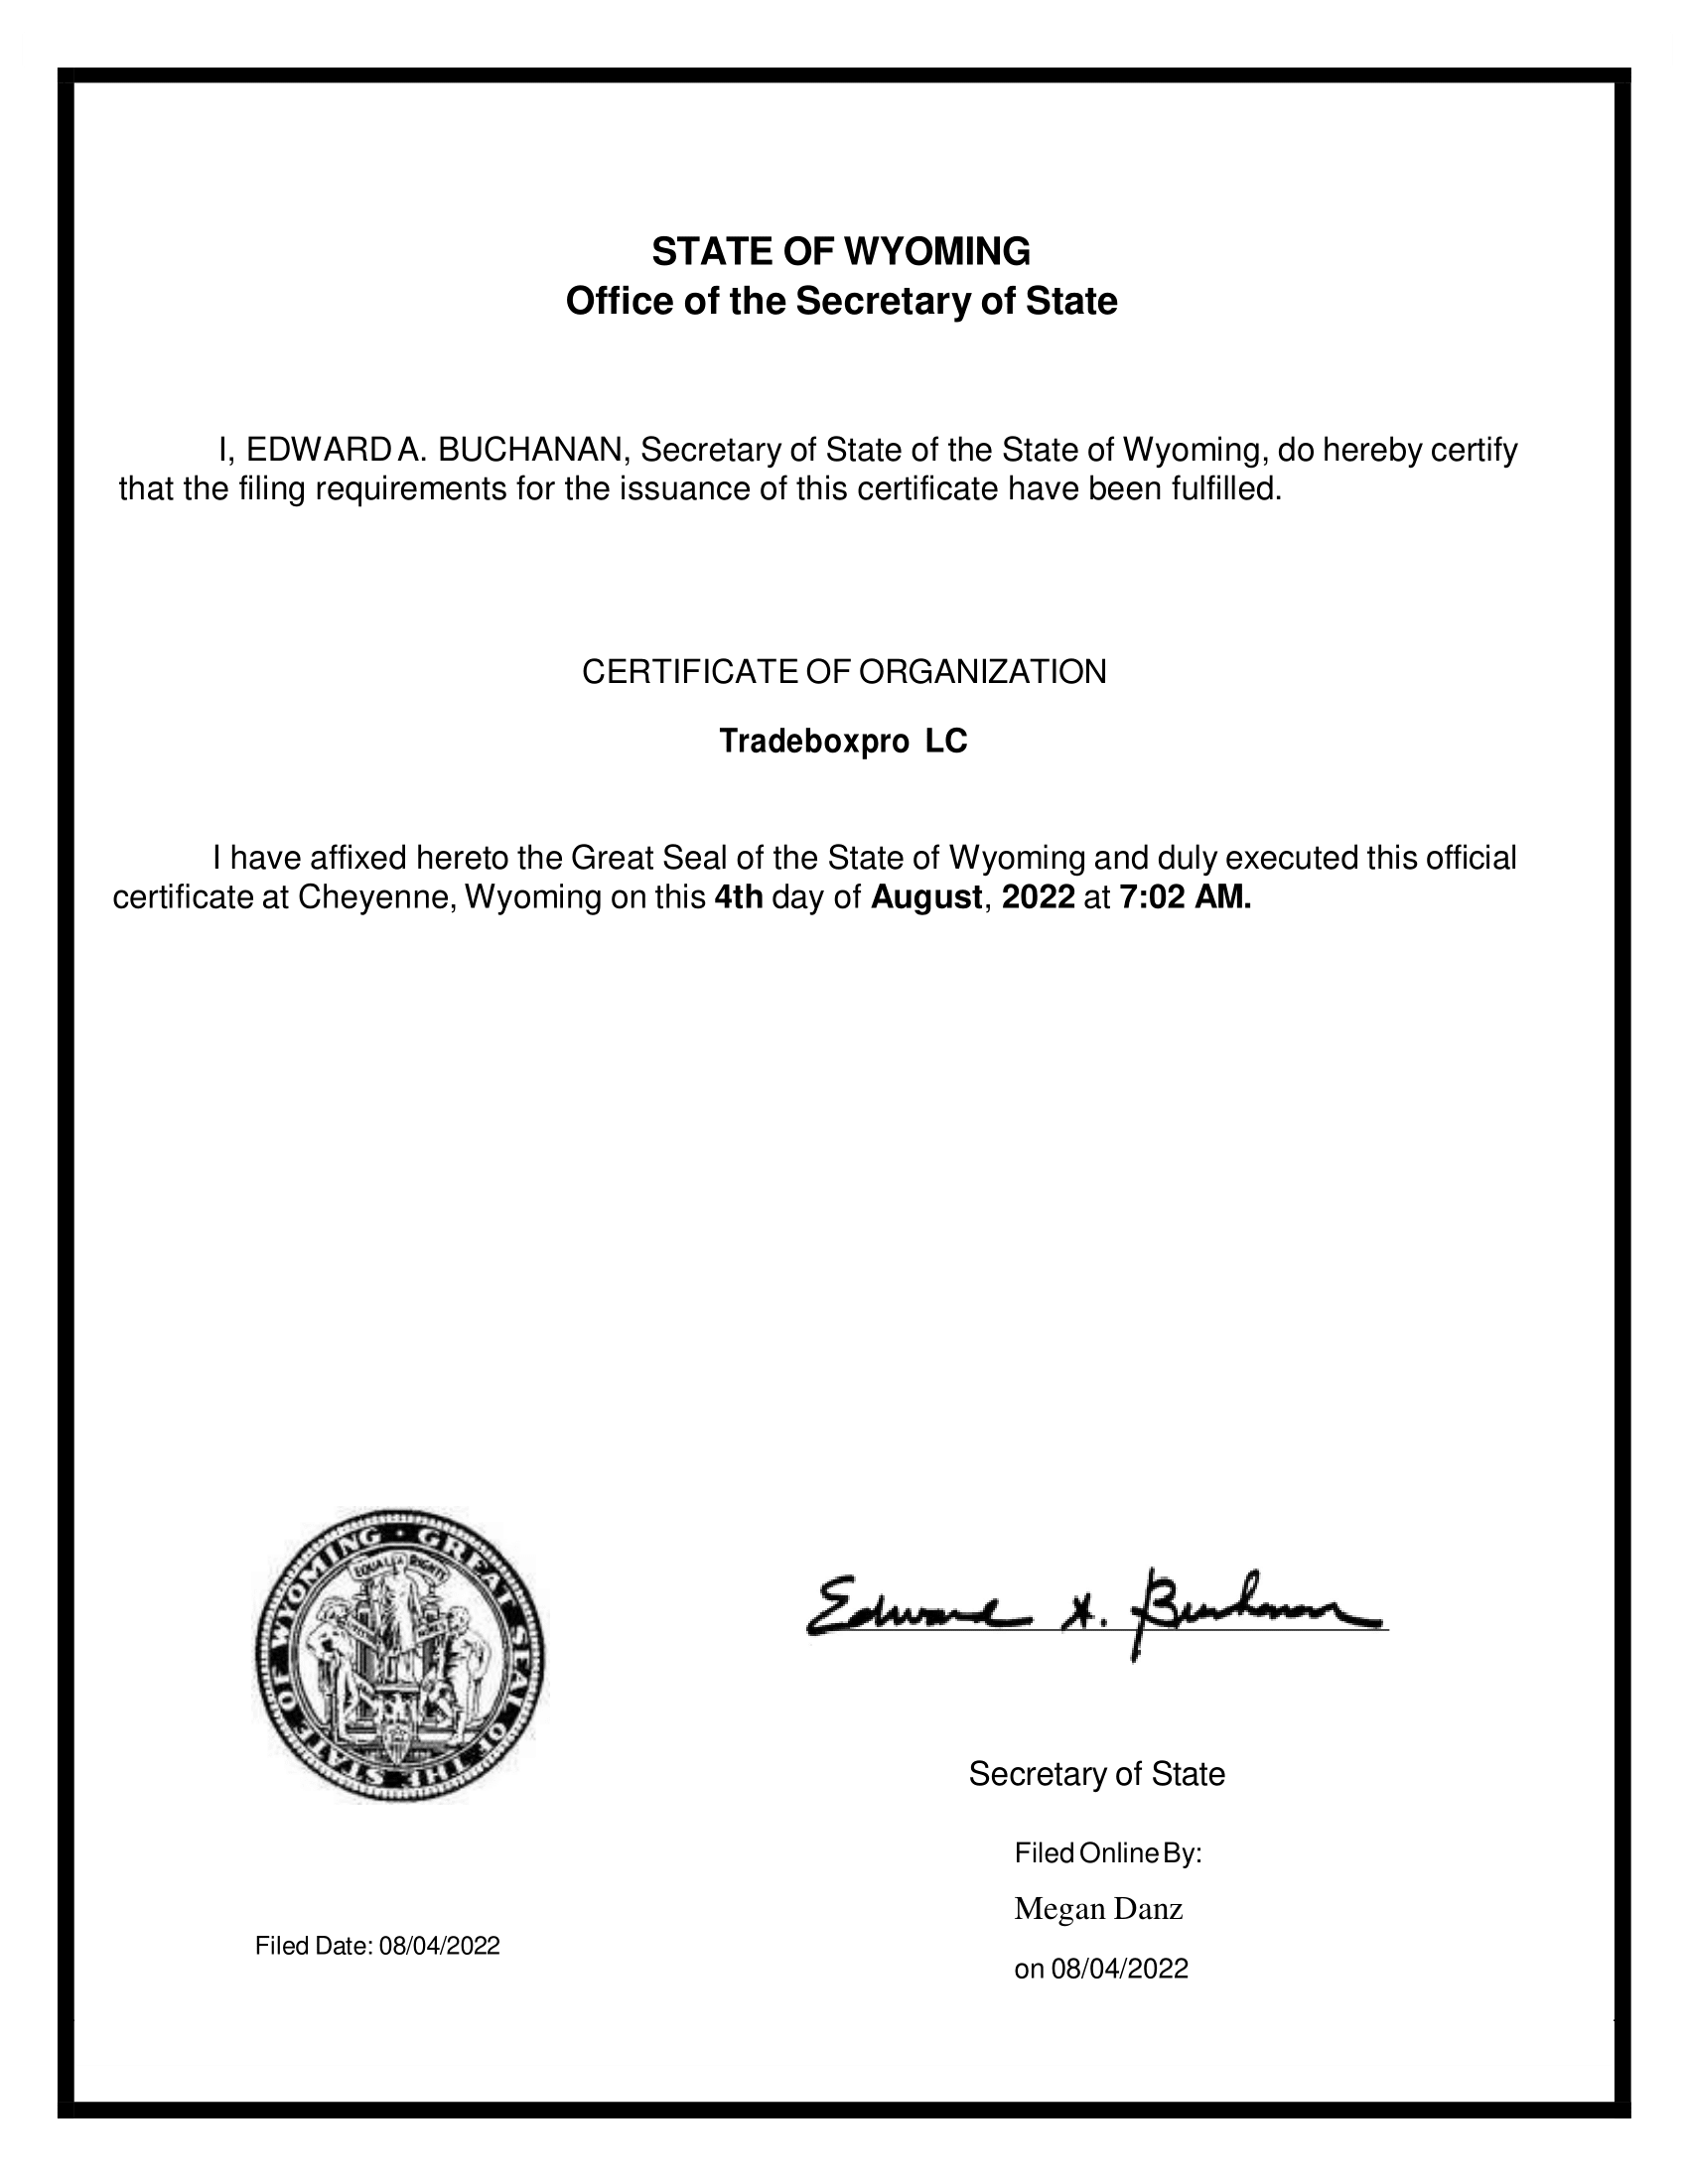 STATE OF WYOMING
Office of the Secretary of State
I, EDWARD A. BUCHANAN, Secretary of State of the State of Wyoming, do hereby certify
that the filing requirements for the issuance of this certificate have been fulfilled.
CERTIFICATE OF ORGANIZATION
Tradeboxpro LC
I have affixed hereto the Great Seal of the State of Wyoming and duly executed this official
certificate at Cheyenne, Wyoming on this 4th day of August, 2022 at 7:02 AM.
GREAT SEAL OF THE STATE OF WYOMING
EQUAL RIGHTS
Edward A. Buchanan
Secretary of State
Filed Online By:
Megan Danz
on 08/04/2022
Filed Date: 08/04/2022